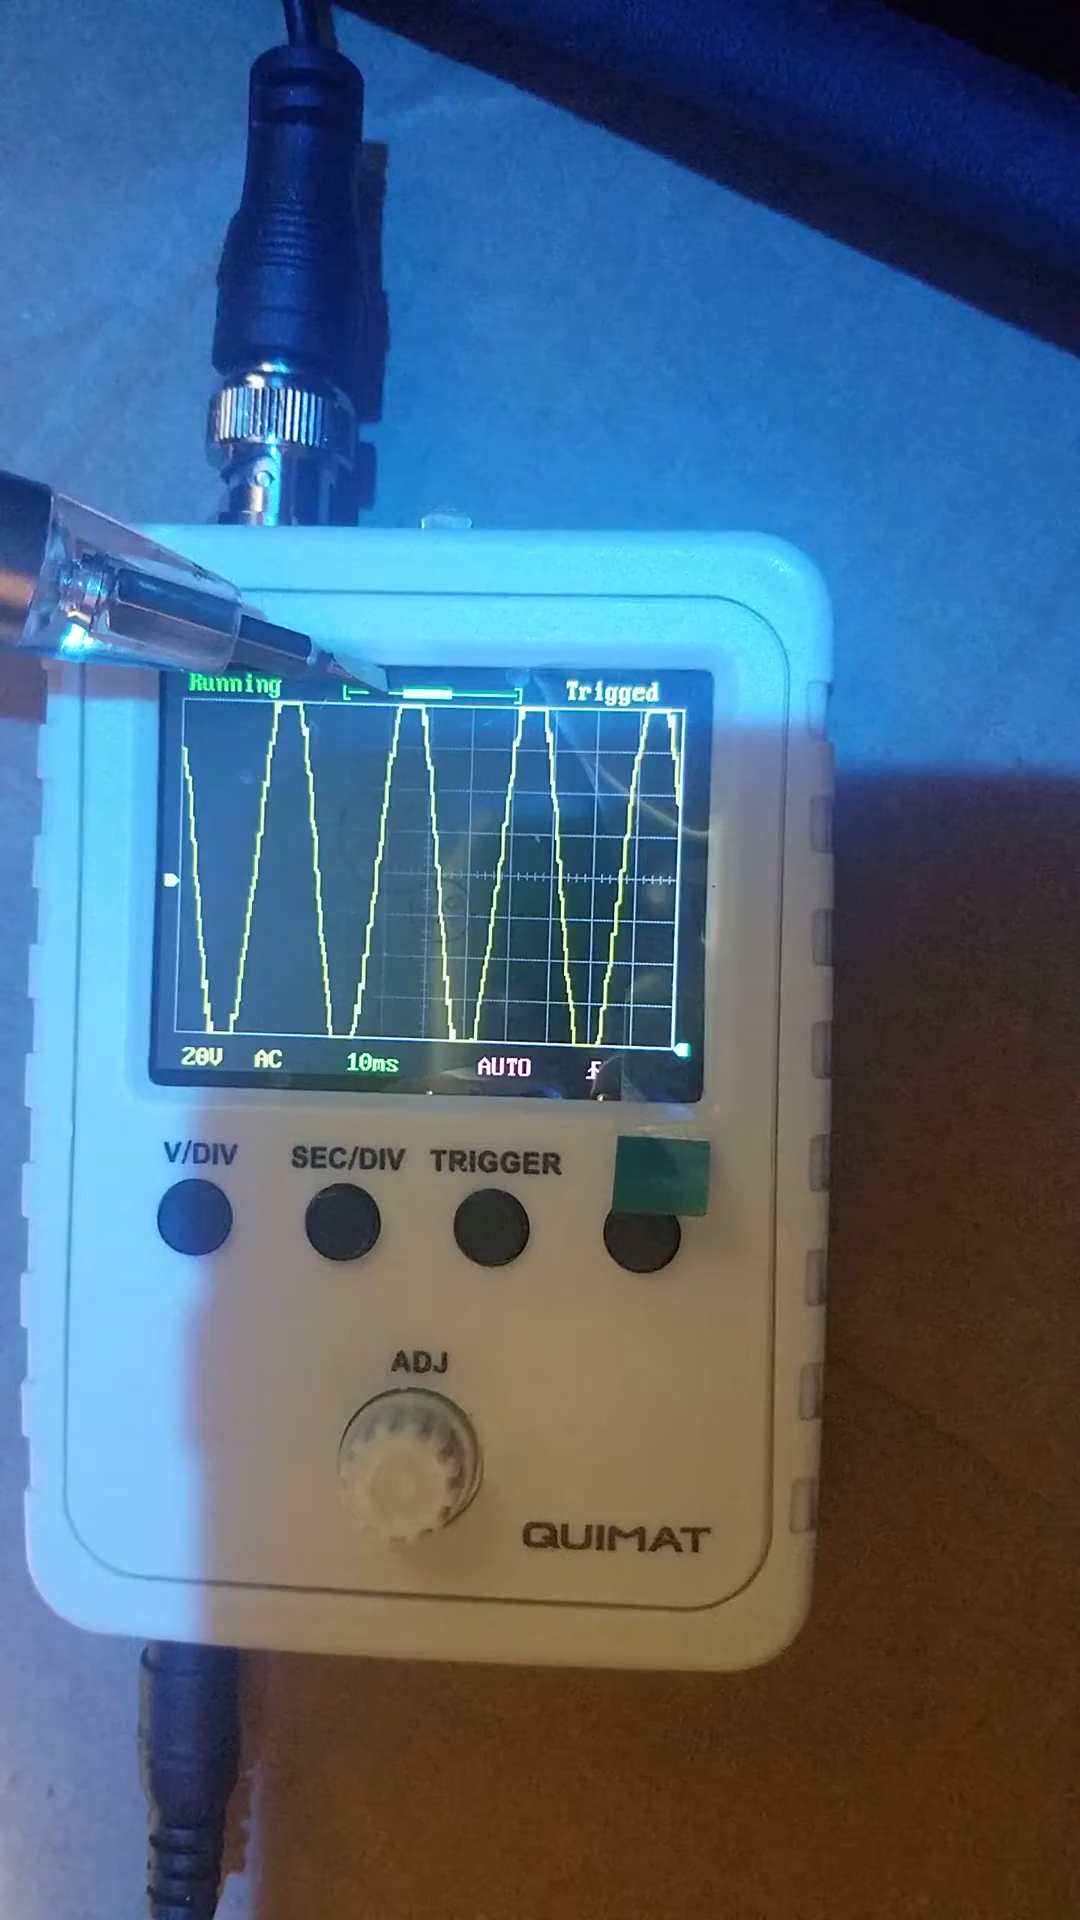 Running Trigged
20V AC 10ms AUTO
V/DIV SEC/DIV TRIGGER
ADJ
QUIMAT